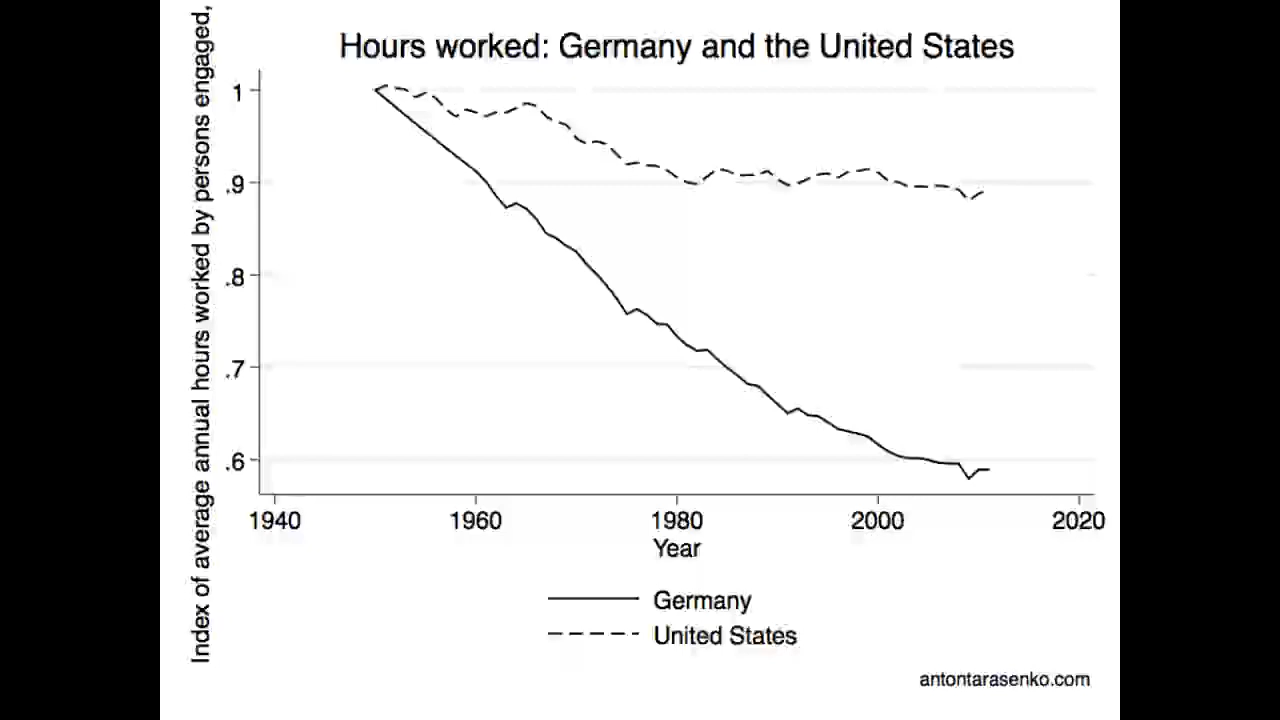 Hours worked: Germany and the United States
Index of average annual hours worked by persons engaged,
1
.9
.8
.7
.6
1940 1960 1980 2000 2020
Year
Germany
United States
antontarasenko.com